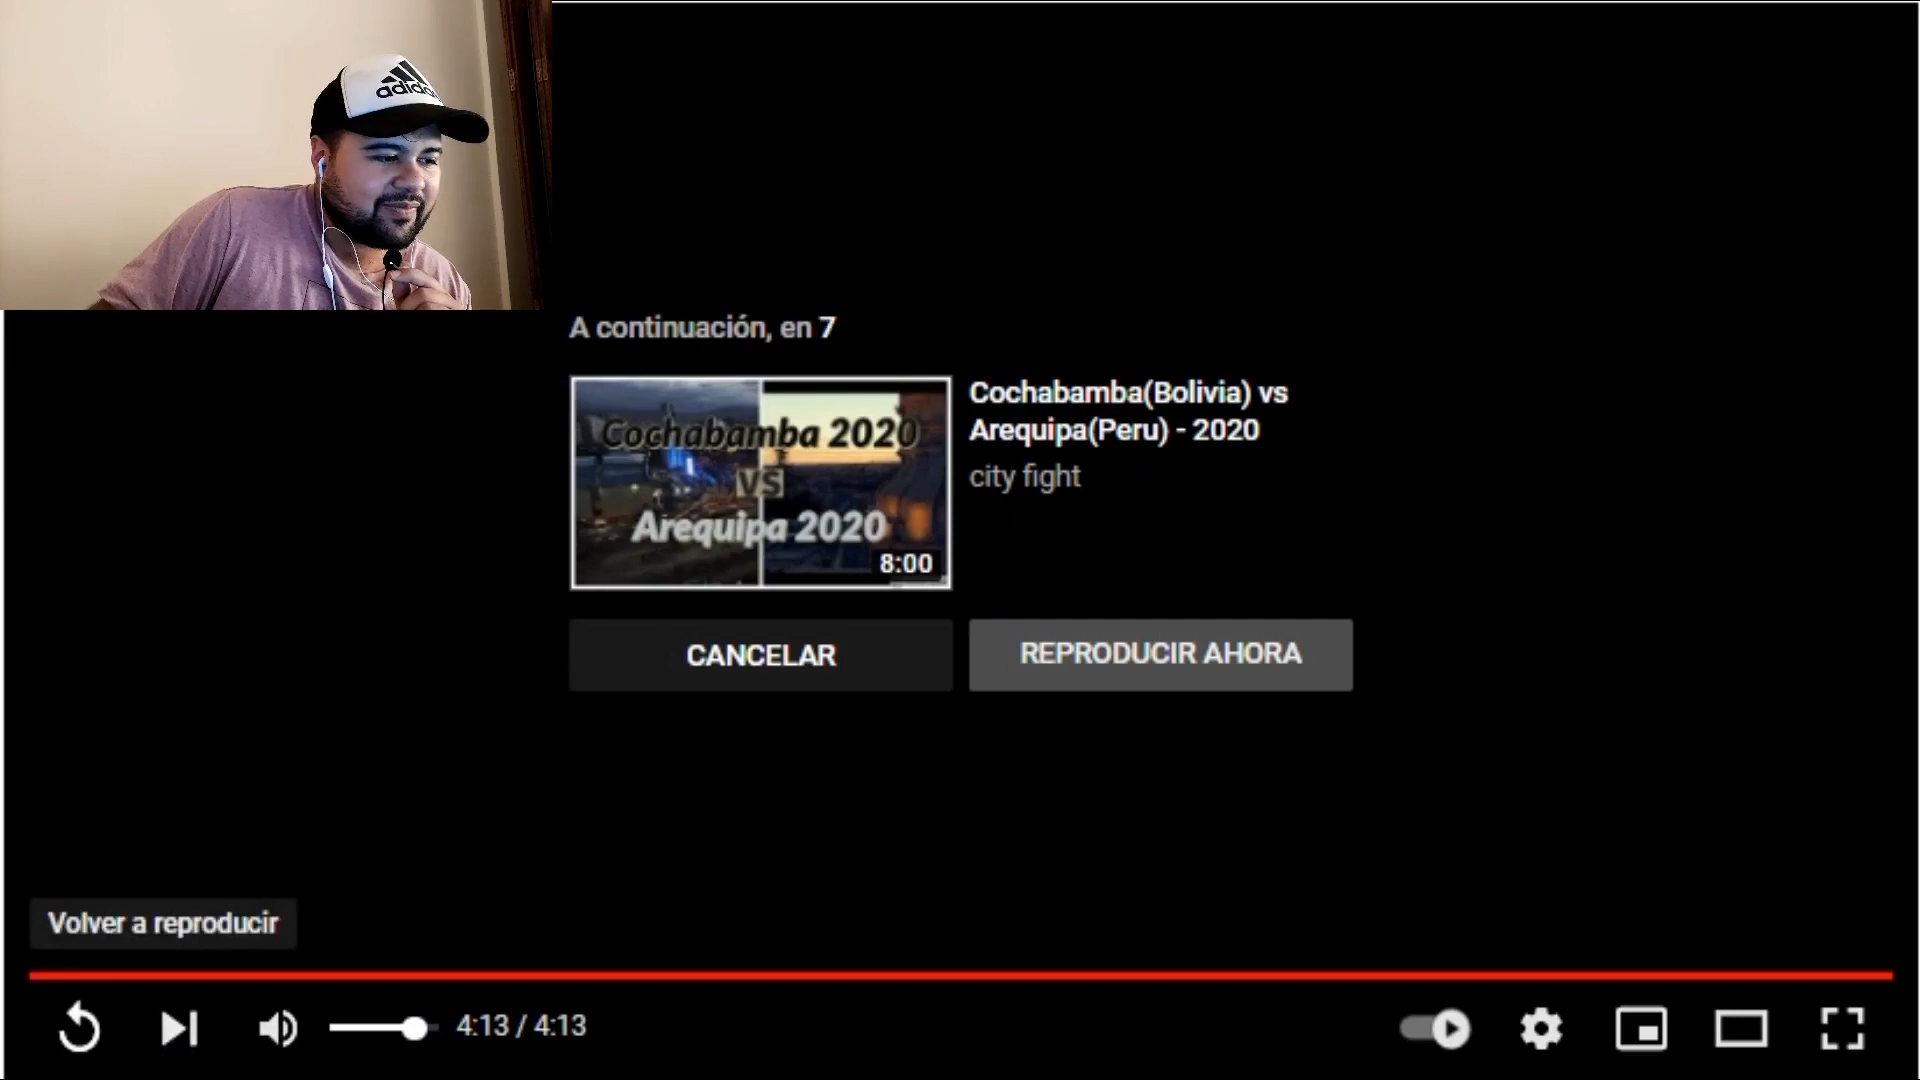 adidas
A continuación, en 7
Cochabamba 2020
VS
Arequipa 2020
8:00
Cochabamba(Bolivia) vs
Arequipa(Peru) - 2020
city fight
CANCELAR
REPRODUCIR AHORA
Volver a reproducir
4:13 / 4:13